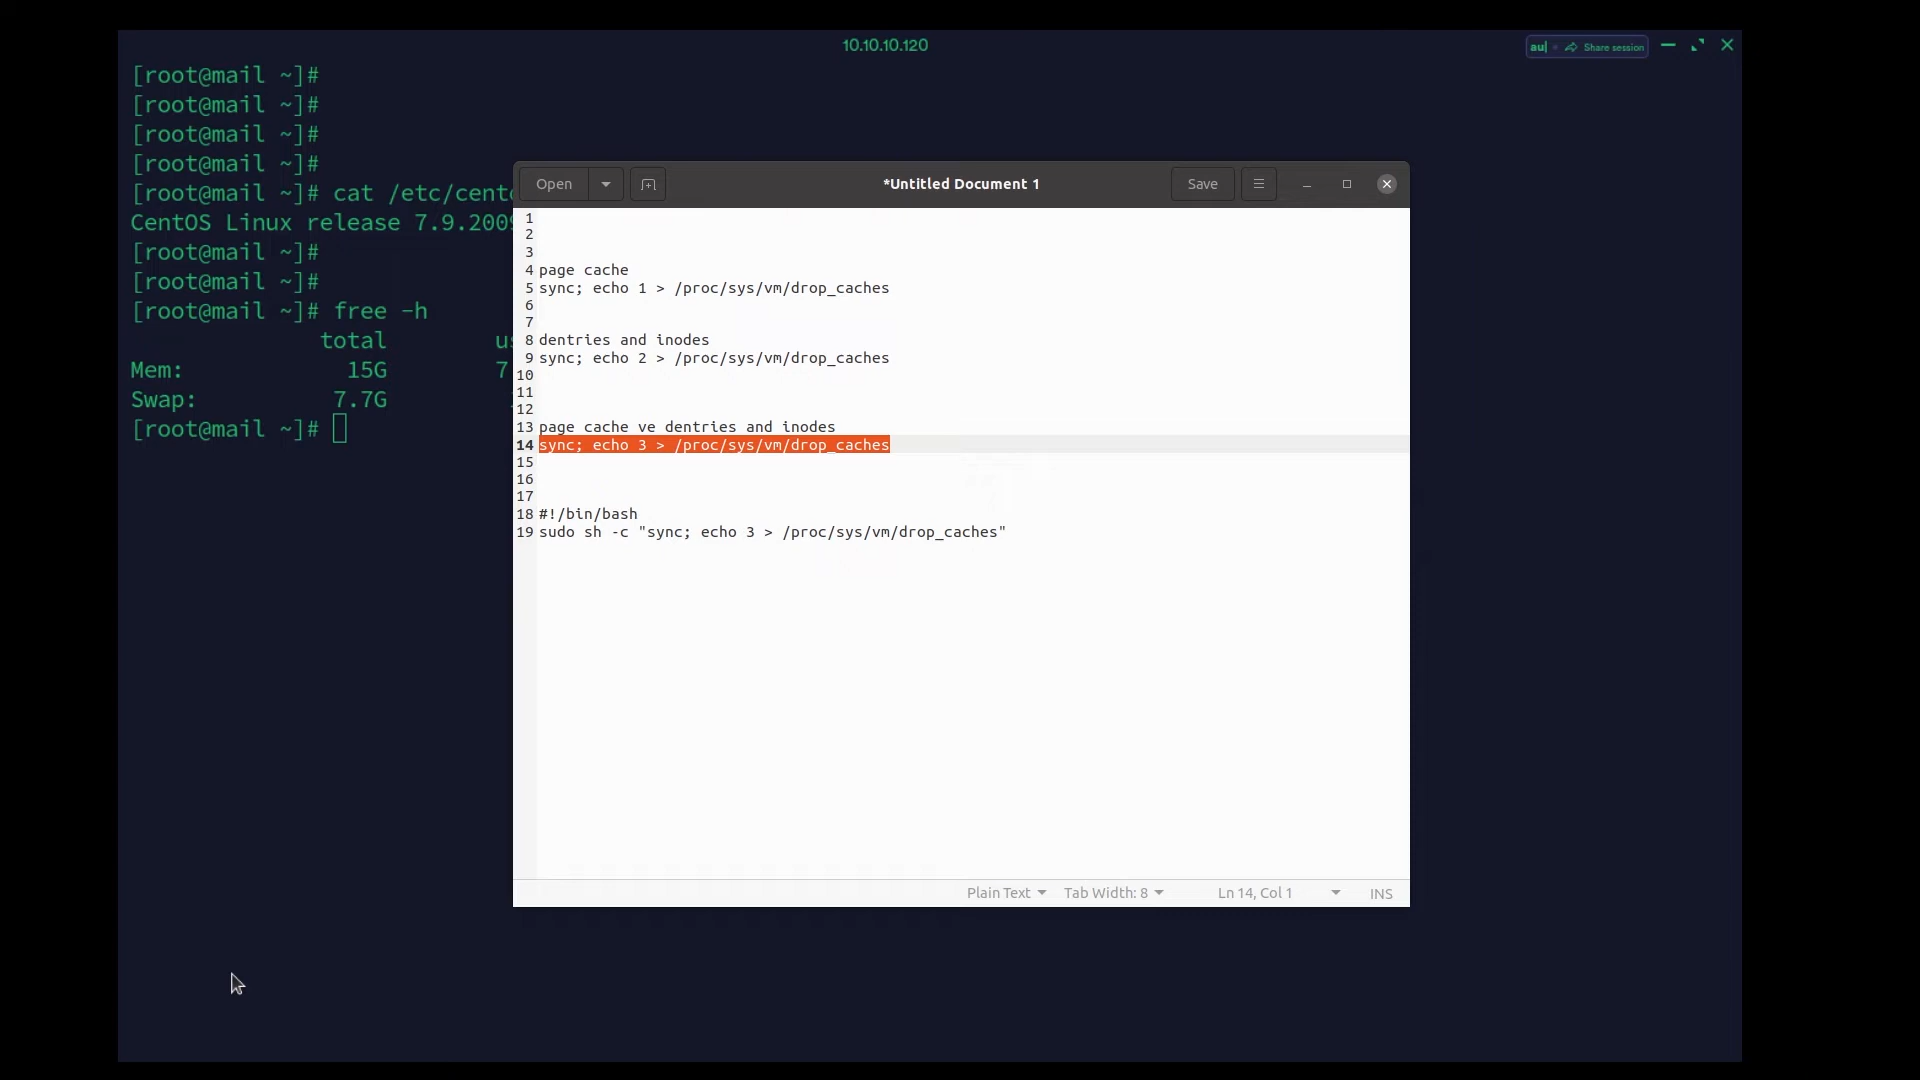 10.10.10.120
au| Share session
[root@mail ~]#
[root@mail ~]#
[root@mail ~]#
[root@mail ~]#
[root@mail ~]# cat /etc/cent
CentOS Linux release 7.9.2009
[root@mail ~]#
[root@mail ~]#
[root@mail ~]# free -h
total
Mem: 15G 7
Swap: 7.7G
[root@mail ~]#
Open
*Untitled Document 1
Save
1
2
3
4 page cache
5 sync; echo 1 > /proc/sys/vm/drop_caches
6
7
8 dentries and inodes
9 sync; echo 2 > /proc/sys/vm/drop_caches
10
11
12
13 page cache ve dentries and inodes
14 sync; echo 3 > /proc/sys/vm/drop_caches
15
16
17
18 #!/bin/bash
19 sudo sh -c "sync; echo 3 > /proc/sys/vm/drop_caches"
Plain Text Tab Width: 8 Ln 14, Col 1 INS